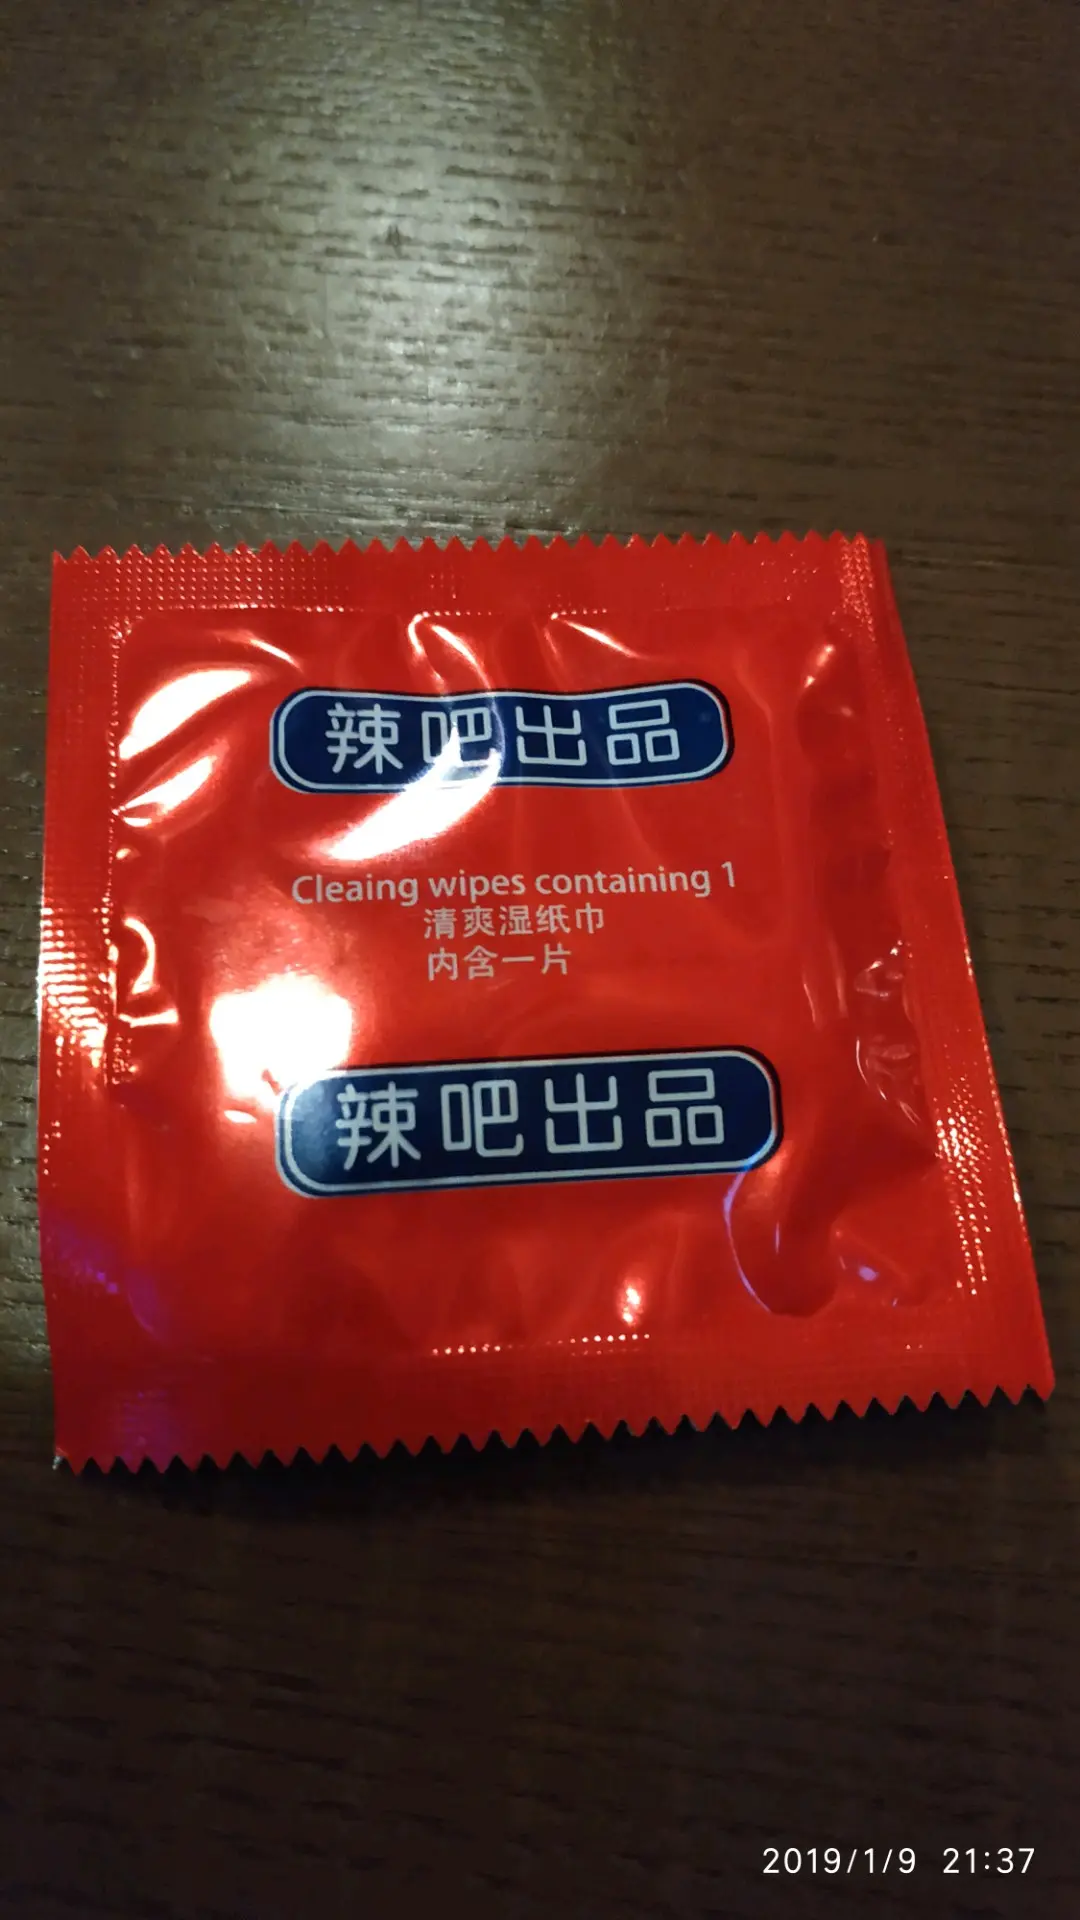 辣吧出品
Cleaing wipes containing 1
清爽湿纸巾
内含一片
辣吧出品
2019/1/9 21:37